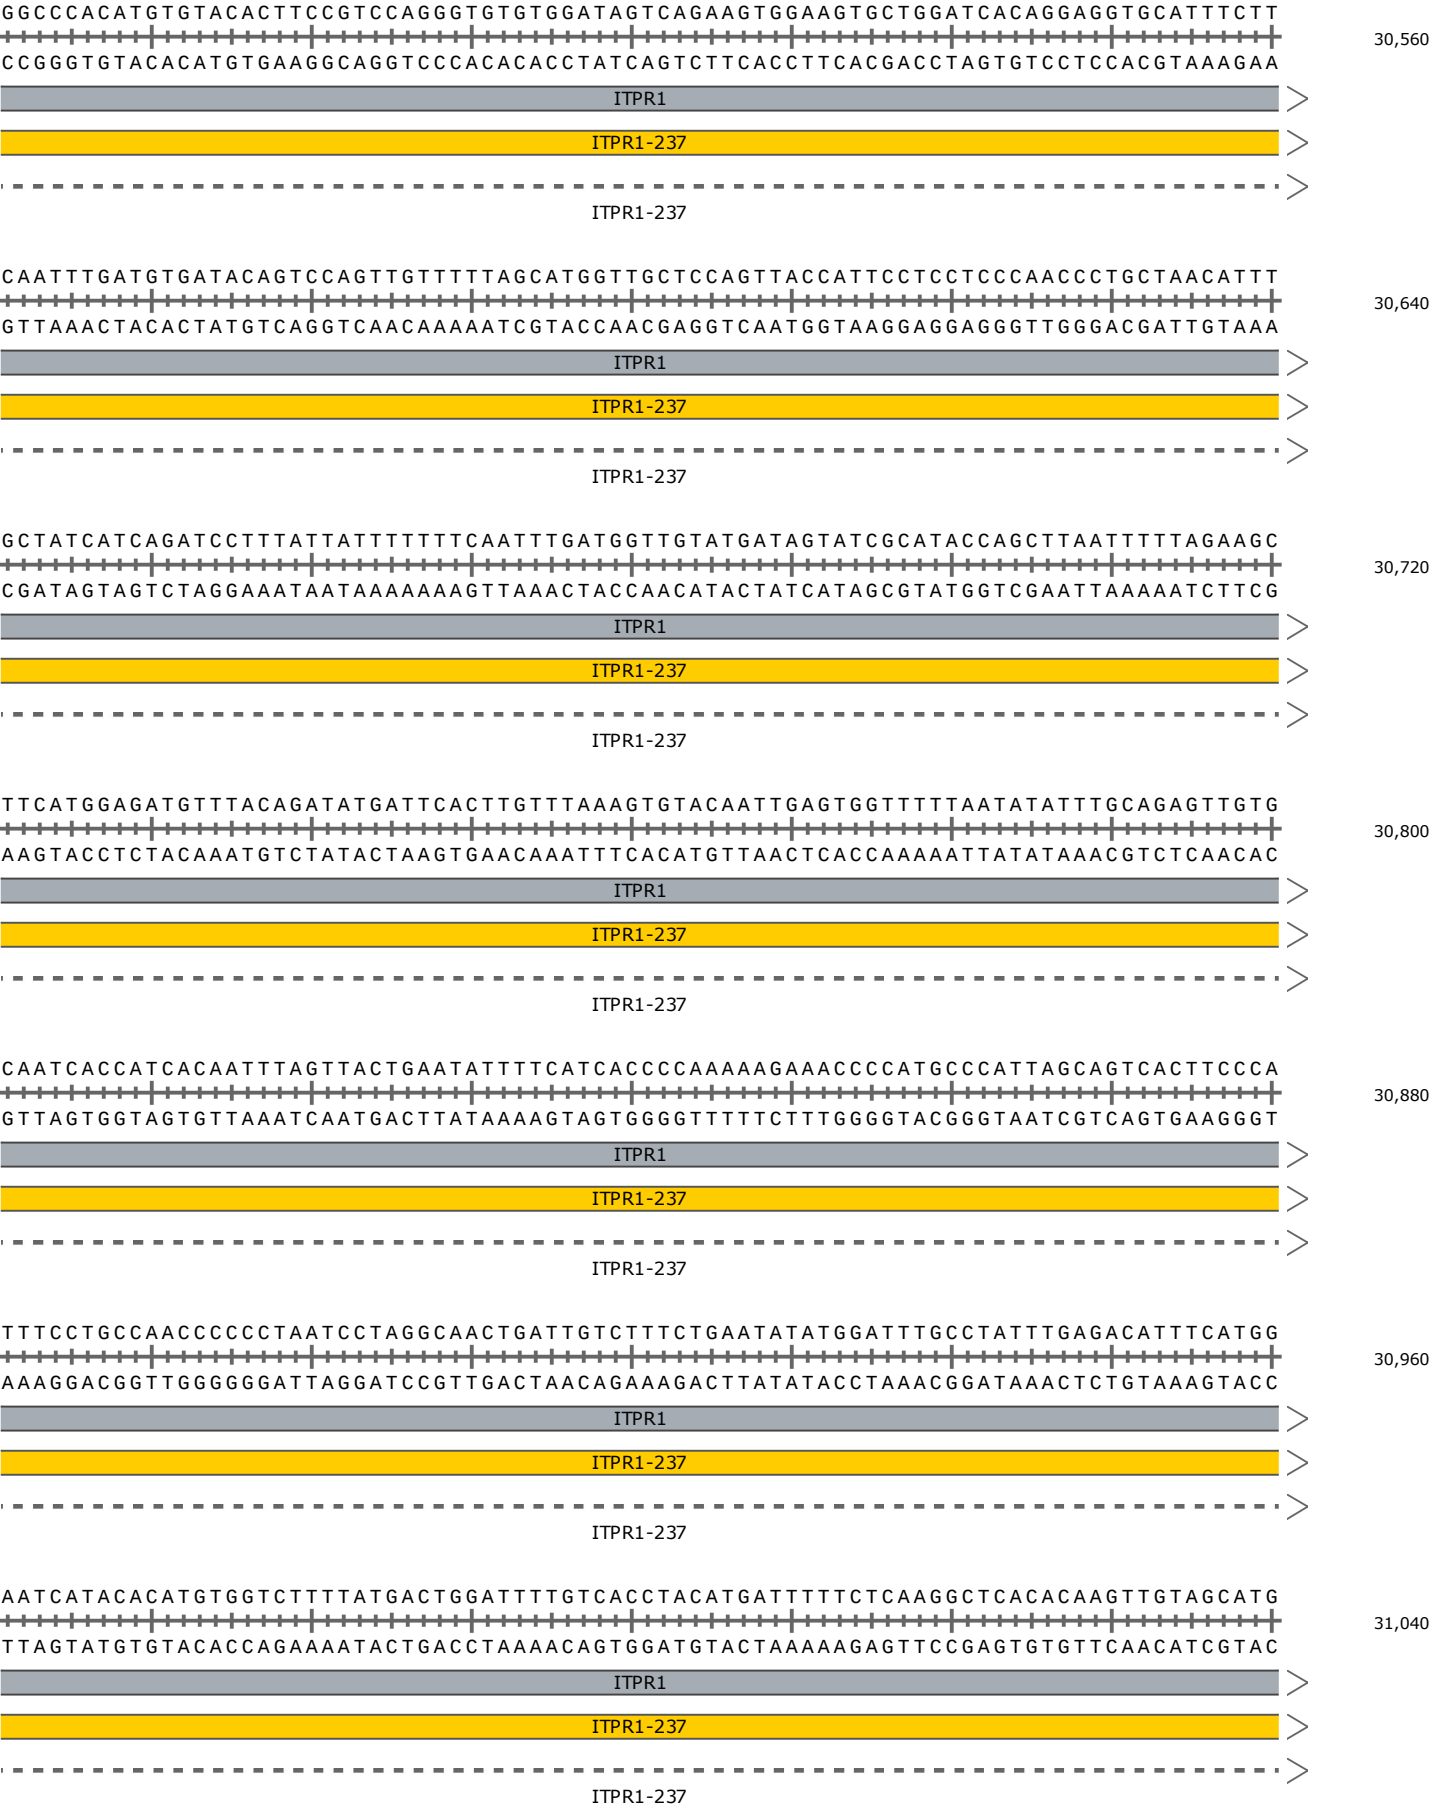 GGCCCACATGTGTACACTTCCGTCCAGGGTGTGTGGATAGTCAGAAGTGGAAGTGCTGGATCACAGGAGGTGCATTTCTT
30,560
CCGGGTGTACACATGTGAAGGCAGGTCCCACACACCTATCAGTCTTCACCTTCACGACCTAGTGTCCTCCACGTAAAGAA
ITPR1
ITPR1-237
ITPR1-237
CAATTTGATGTGATACAGTCCAGTTGTTTTTAGCATGGTTGCTCCAGTTACCATTCCTCCTCCCAACCCTGCTAACATTT
30,640
GTTAAACTACACTATGTCAGGTCAACAAAAATCGTACCAACGAGGTCAATGGTAAGGAGGAGGGTTGGGACGATTGTAAA
ITPR1
ITPR1-237
ITPR1-237
GCTATCATCAGATCCTTTATTATTTTTTTCAATTTGATGGTTGTATGATAGTATCGCATACCAGCTTAATTTTTAGAAGC
30,720
CGATAGTAGTCTAGGAAATAATAAAAAAAGTTAAACTACCAACATACTATCATAGCGTATGGTCGAATTAAAAATCTTCG
ITPR1
ITPR1-237
ITPR1-237
TTCATGGAGATGTTTACAGATATGATTCACTTGTTTAAAGTGTACAATTGAGTGGTTTTTAATATATTTGCAGAGTTGTG
30,800
AAGTACCTCTACAAATGTCTATACTAAGTGAACAAATTTCACATGTTAACTCACCAAAAATTATATAAACGTCTCAACAC
ITPR1
ITPR1-237
ITPR1-237
CAATCACCATCACAATTTAGTTACTGAATATTTTCATCACCCCAAAAAGAAACCCCATGCCCATTAGCAGTCACTTCCCA
30,880
GTTAGTGGTAGTGTTAAATCAATGACTTATAAAAGTAGTGGGGTTTTTCTTTGGGGTACGGGTAATCGTCAGTGAAGGGT
ITPR1
ITPR1-237
ITPR1-237
TTTCCTGCCAACCCCCCTAATCCTAGGCAACTGATTGTCTTTCTGAATATATGGATTTGCCTATTTGAGACATTTCATGG
30,960
AAAGGACGGTTGGGGGGATTAGGATCCGTTGACTAACAGAAAGACTTATATACCTAAACGGATAAACTCTGTAAAGTACC
ITPR1
ITPR1-237
ITPR1-237
AATCATACACATGTGGTCTTTTATGACTGGATTTTGTCACCTACATGATTTTTCTCAAGGCTCACACAAGTTGTAGCATG
31,040
TTAGTATGTGTACACCAGAAAATACTGACCTAAAACAGTGGATGTACTAAAAAGAGTTCCGAGTGTGTTCAACATCGTAC
ITPR1
ITPR1-237
ITPR1-237